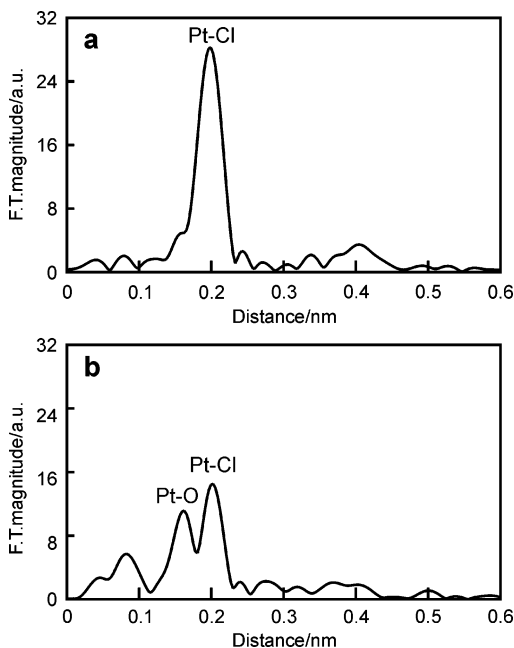 a
Pt-Cl
32
24
16
8
0
F.T.magnitude/a.u.
0 0.1 0.2 0.3 0.4 0.5 0.6
Distance/nm
b
Pt-Cl
Pt-O
32
24
16
8
0
F.T.magnitude/a.u.
0 0.1 0.2 0.3 0.4 0.5 0.6
Distance/nm